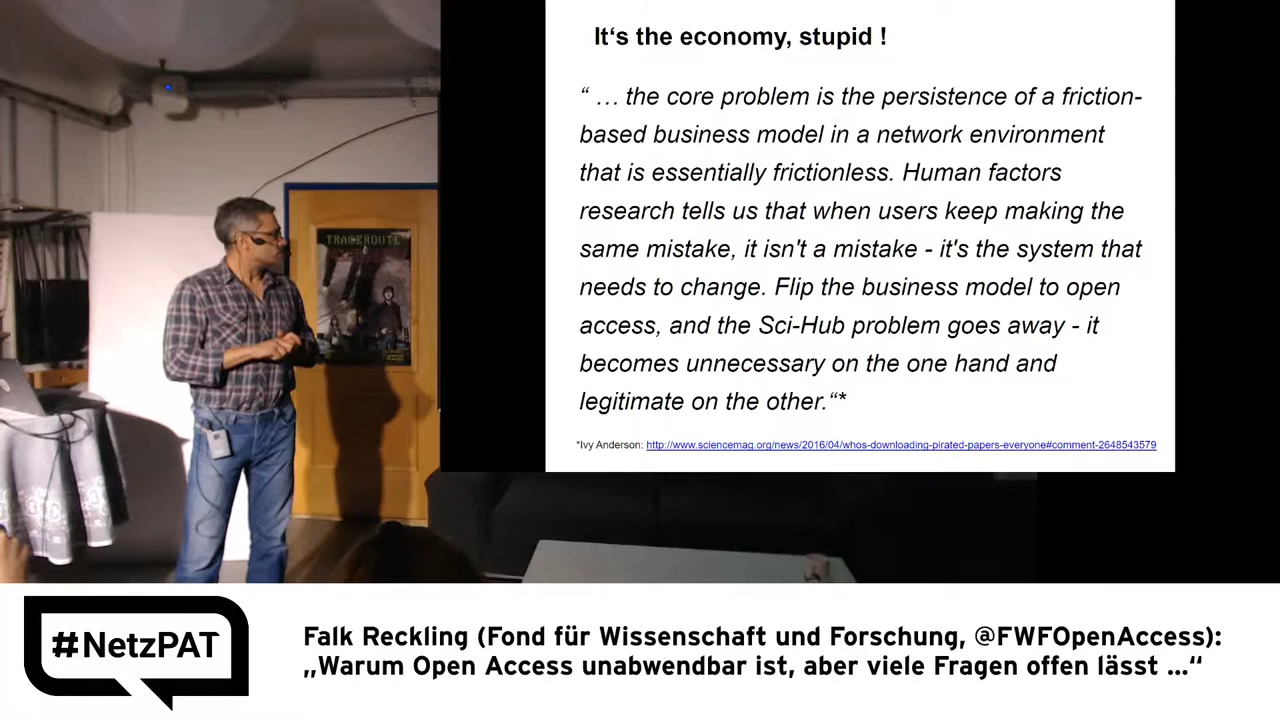 It‘s the economy, stupid !
“ … the core problem is the persistence of a friction-
based business model in a network environment
that is essentially frictionless. Human factors
research tells us that when users keep making the
same mistake, it isn't a mistake - it's the system that
needs to change. Flip the business model to open
access, and the Sci-Hub problem goes away - it
becomes unnecessary on the one hand and
legitimate on the other.“*
*Ivy Anderson: http://www.sciencemag.org/news/2016/04/whos-downloading-pirated-papers-everyone#comment-2648543579
TRACEROUTE
#NetzPAT
Falk Reckling (Fond für Wissenschaft und Forschung, @FWFOpenAccess):
„Warum Open Access unabwendbar ist, aber viele Fragen offen lässt ...“